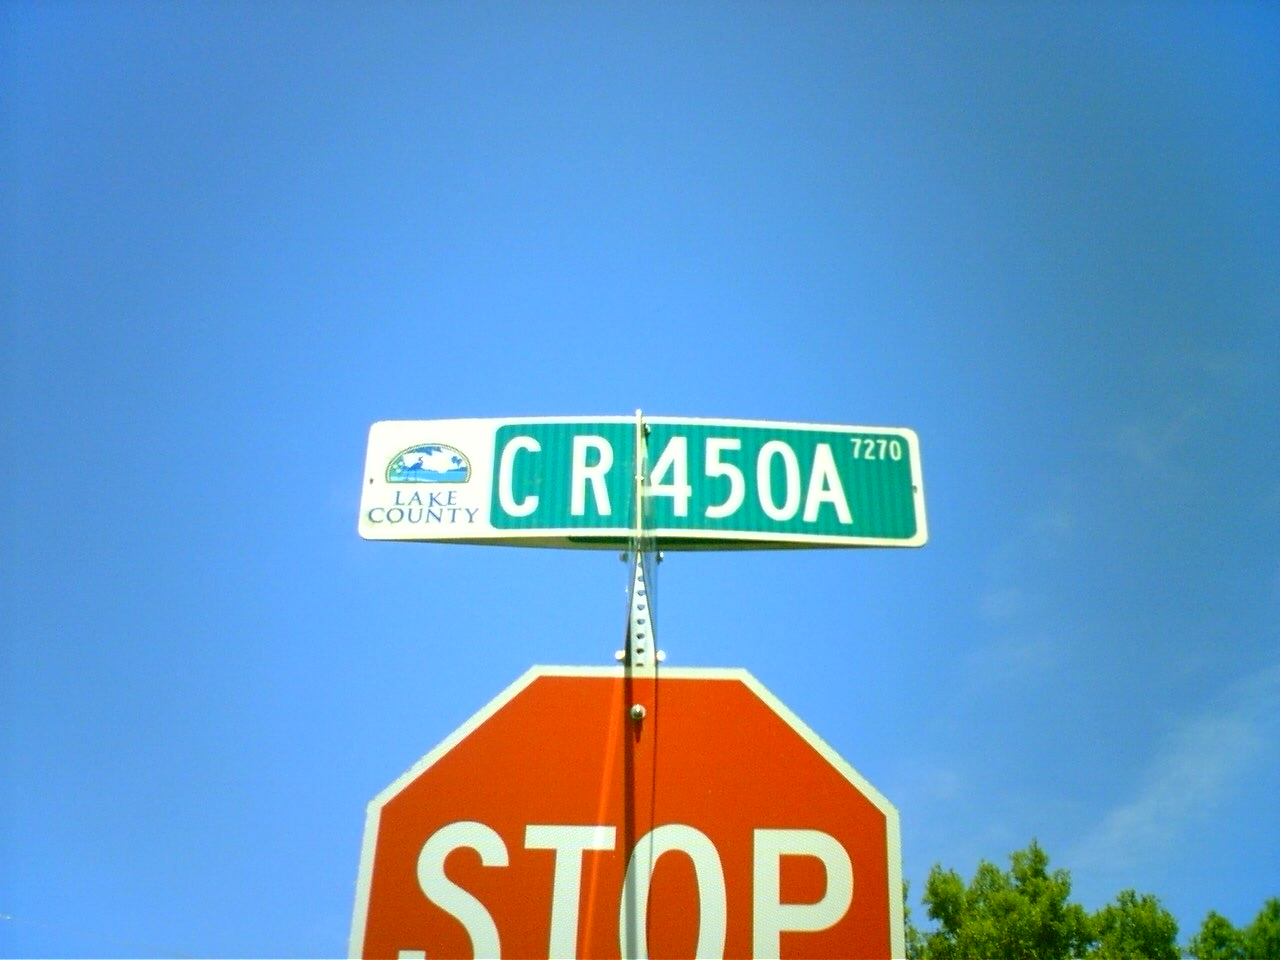 LAKE
COUNTY
C R 450A 7270
STOP